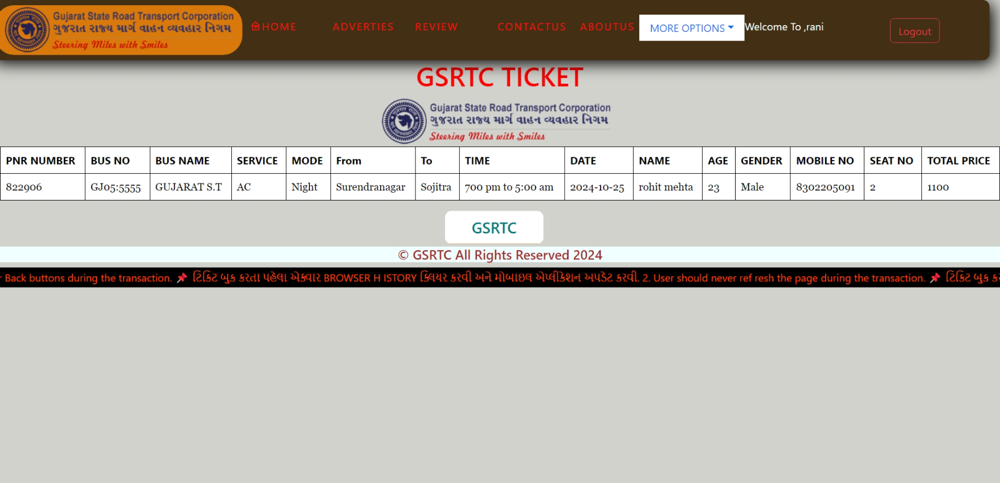 Gujarat State Road Transport Corporation
ગુજરાત રાજ્ય માર્ગ વાહન વ્યવહાર નિગમ
Steering Miles with Smiles
HOME ADVERTIES REVIEW CONTACTUS ABOUTUS MORE OPTIONS Welcome To ,rani Logout
GSRTC TICKET
Gujarat State Road Transport Corporation
ગુજરાત રાજ્ય માર્ગ વાહન વ્યવહાર નિગમ
Steering Miles with Smiles
PNR NUMBER BUS NO BUS NAME SERVICE MODE From To TIME DATE NAME AGE GENDER MOBILE NO SEAT NO TOTAL PRICE
822906 GJ05:5555 GUJARAT S.T AC Night Surendranagar Sojitra 700 pm to 5:00 am 2024-10-25 rohit mehta 23 Male 8302205091 2 1100
GSRTC
© GSRTC All Rights Reserved 2024
Back buttons during the transaction. 📌 ટિકિટ બુક કરતા પહેલા એકવાર BROWSER H ISTORY ક્લિયર કરવી અને મોબાઇલ એપ્લીકેશન અપડેટ કરવી. 2. User should never ref resh the page during the transaction. 📌 ટિકિટ બુક